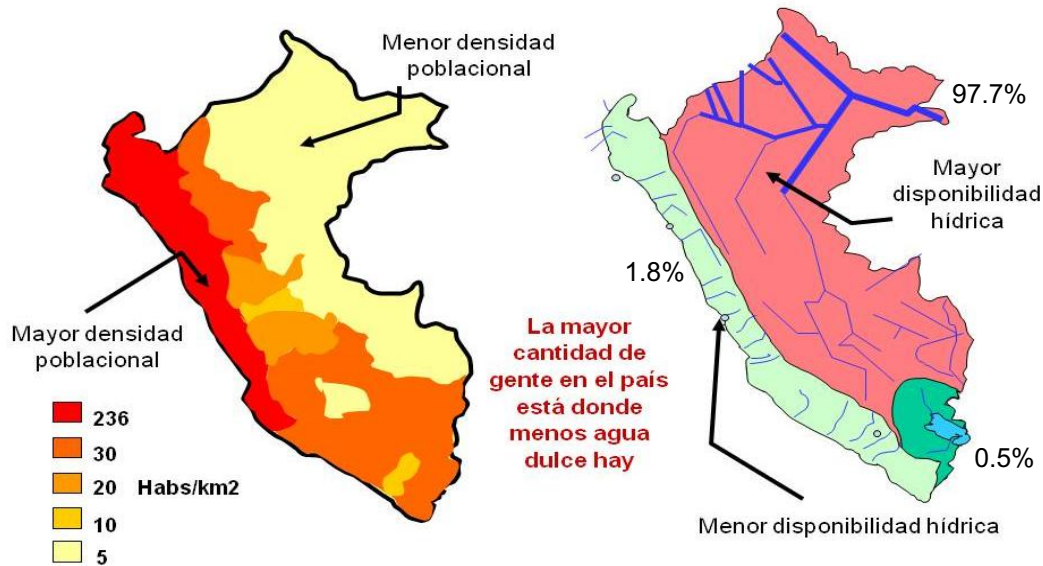 Menor densidad
poblacional
Mayor densidad
poblacional
236
30
20 Habs/km2
10
5
La mayor
cantidad de
gente en el país
está donde
menos agua
dulce hay
97.7%
Mayor
disponibilidad
hídrica
1.8%
0.5%
Menor disponibilidad hídrica